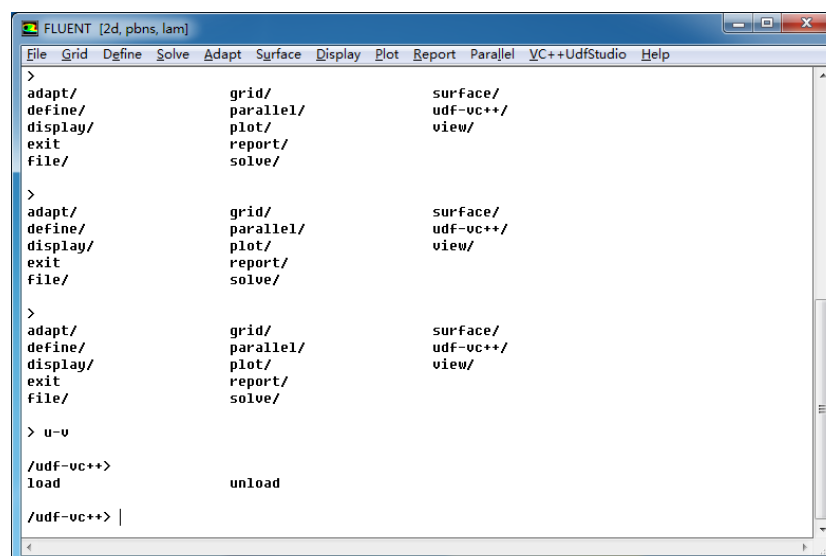 FLUENT [2d, pbns, lam]
File Grid Define Solve Adapt Surface Display Plot Report Parallel VC++UdfStudio Help
>
adapt/ grid/ surface/
define/ parallel/ udf-vc++/
display/ plot/ view/
exit report/
file/ solve/
>
adapt/ grid/ surface/
define/ parallel/ udf-vc++/
display/ plot/ view/
exit report/
file/ solve/
>
adapt/ grid/ surface/
define/ parallel/ udf-vc++/
display/ plot/ view/
exit report/
file/ solve/
> u-v
/udf-vc++>
load unload
/udf-vc++>